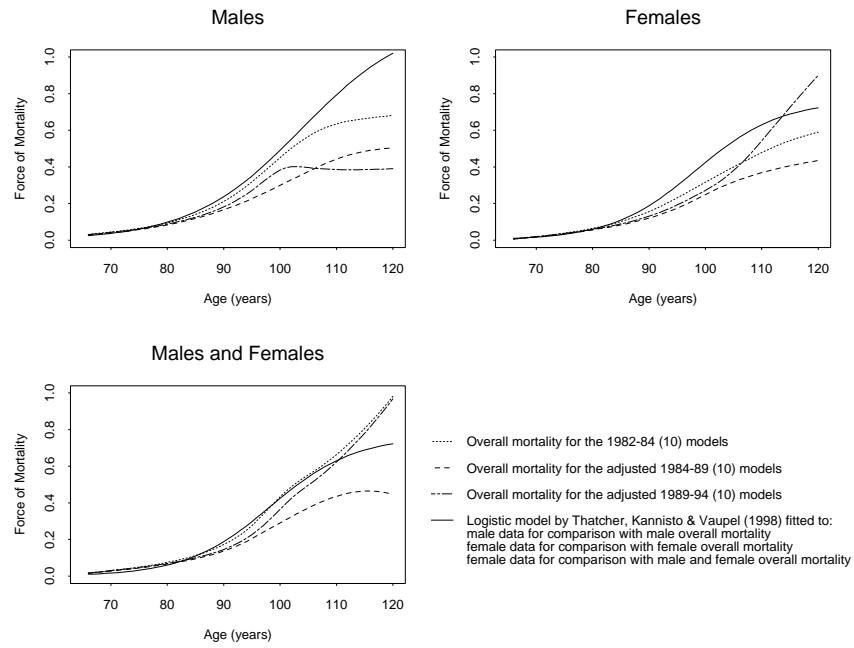 Males
Force of Mortality
0.0 0.2 0.4 0.6 0.8 1.0
70 80 90 100 110 120
Age (years)
Females
Force of Mortality
0.0 0.2 0.4 0.6 0.8 1.0
70 80 90 100 110 120
Age (years)
Males and Females
Force of Mortality
0.0 0.2 0.4 0.6 0.8 1.0
70 80 90 100 110 120
Age (years)
Overall mortality for the 1982-84 (10) models
Overall mortality for the adjusted 1984-89 (10) models
Overall mortality for the adjusted 1989-94 (10) models
Logistic model by Thatcher, Kannisto & Vaupel (1998) fitted to:
male data for comparison with male overall mortality
female data for comparison with female overall mortality
female data for comparison with male and female overall mortality